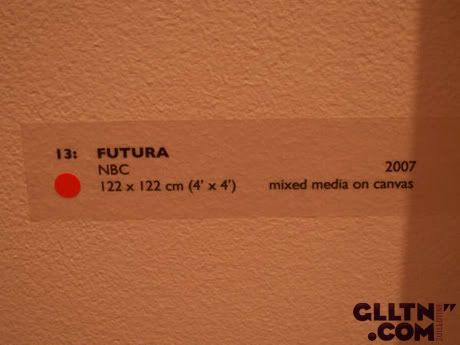 13: FUTURA
NBC 2007
122 x 122 cm (4' x 4') mixed media on canvas
GLLTN"
.COM